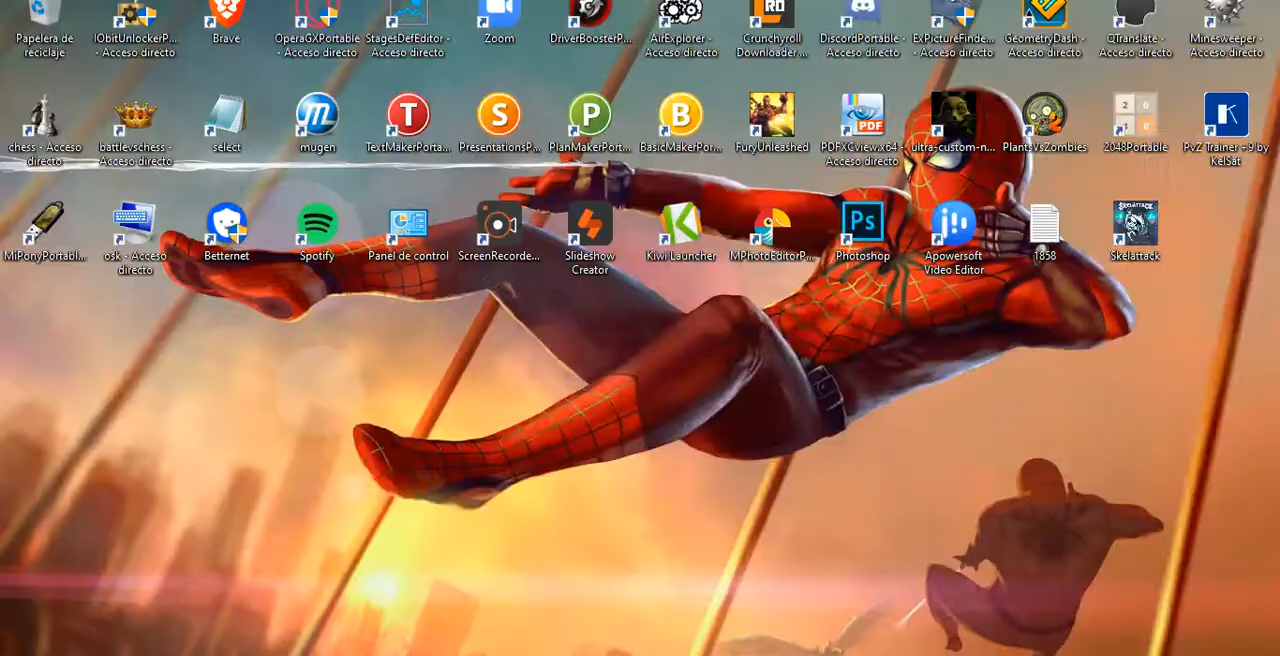 Papelera de reciclaje
IObitUnlockerP... - Acceso directo
Brave
OperaGXPortable - Acceso directo
StagesDefEditor - Acceso directo
Zoom
DriverBoosterP...
AirExplorer - Acceso directo
Crunchyroll Downloader...
DiscordPortable - Acceso directo
ExPictureFinde... - Acceso directo
GeometryDash - Acceso directo
QTranslate - Acceso directo
Minesweeper - Acceso directo
chess - Acceso directo
battlevschess - Acceso directo
select
mugen
TextMakerPorta...
PresentationsP...
PlanMakerPort...
BasicMakerPor...
FuryUnleashed
PDFXCview.x64 - Acceso directo
ultra-custom-n...
PlantsVsZombies
2048Portable
PvZ Trainer +9 by KelSat
MiPonyPortabl...
osk - Acceso directo
Betternet
Spotify
Panel de control
ScreenRecorde...
Slideshow Creator
Kiwi Launcher
MPhotoEditorP...
Photoshop
Apowersoft Video Editor
1858
Skelattack